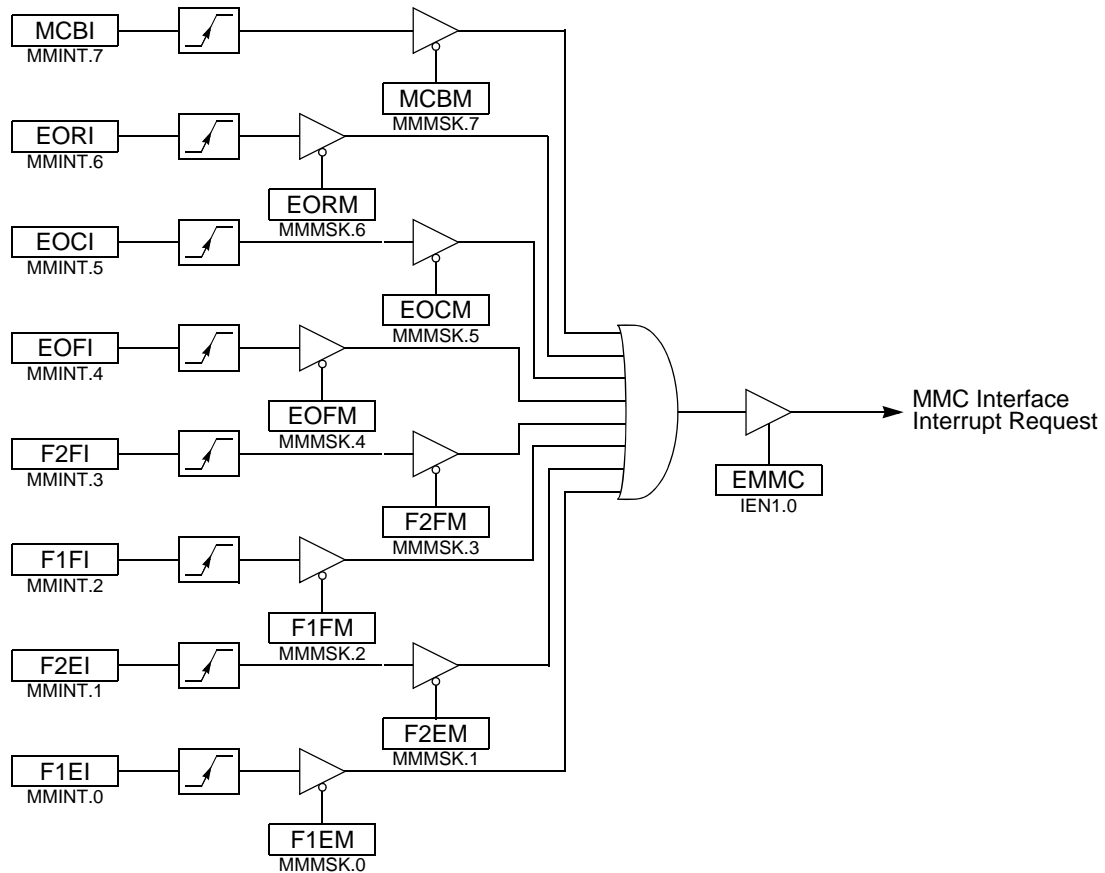 MCBI
MMINT.7
MCBM
MMMSK.7
EORI
MMINT.6
EORM
MMMSK.6
EOCI
MMINT.5
EOCM
MMMSK.5
EOFI
MMINT.4
EOFM
MMMSK.4
MMC Interface
Interrupt Request
EMMC
IEN1.0
F2FI
MMINT.3
F2FM
MMMSK.3
F1FI
MMINT.2
F1FM
MMMSK.2
F2EI
MMINT.1
F2EM
MMMSK.1
F1EI
MMINT.0
F1EM
MMMSK.0